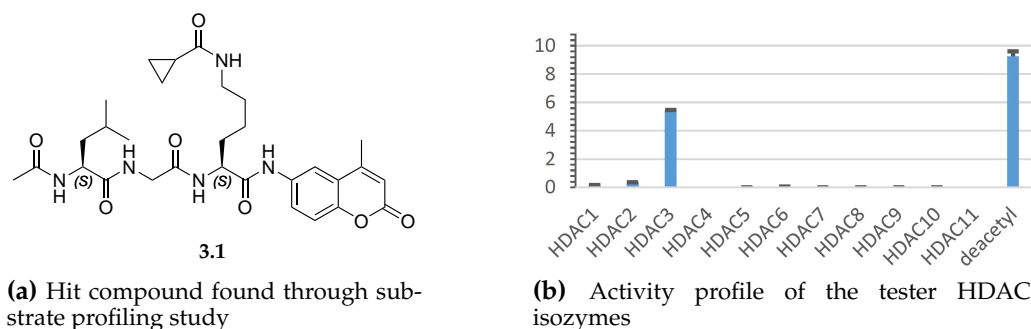 O
NH
O
N
H
(S)
O
H
N
O
N
H
(S)
O
H
N
O
O
3.1
10
8
6
4
2
0
HDAC1
HDAC2
HDAC3
HDAC4
HDAC5
HDAC6
HDAC7
HDAC8
HDAC9
HDAC10
HDAC11
deacetyl
(a) Hit compound found through sub-
strate profiling study
(b) Activity profile of the tester HDAC
isozymes